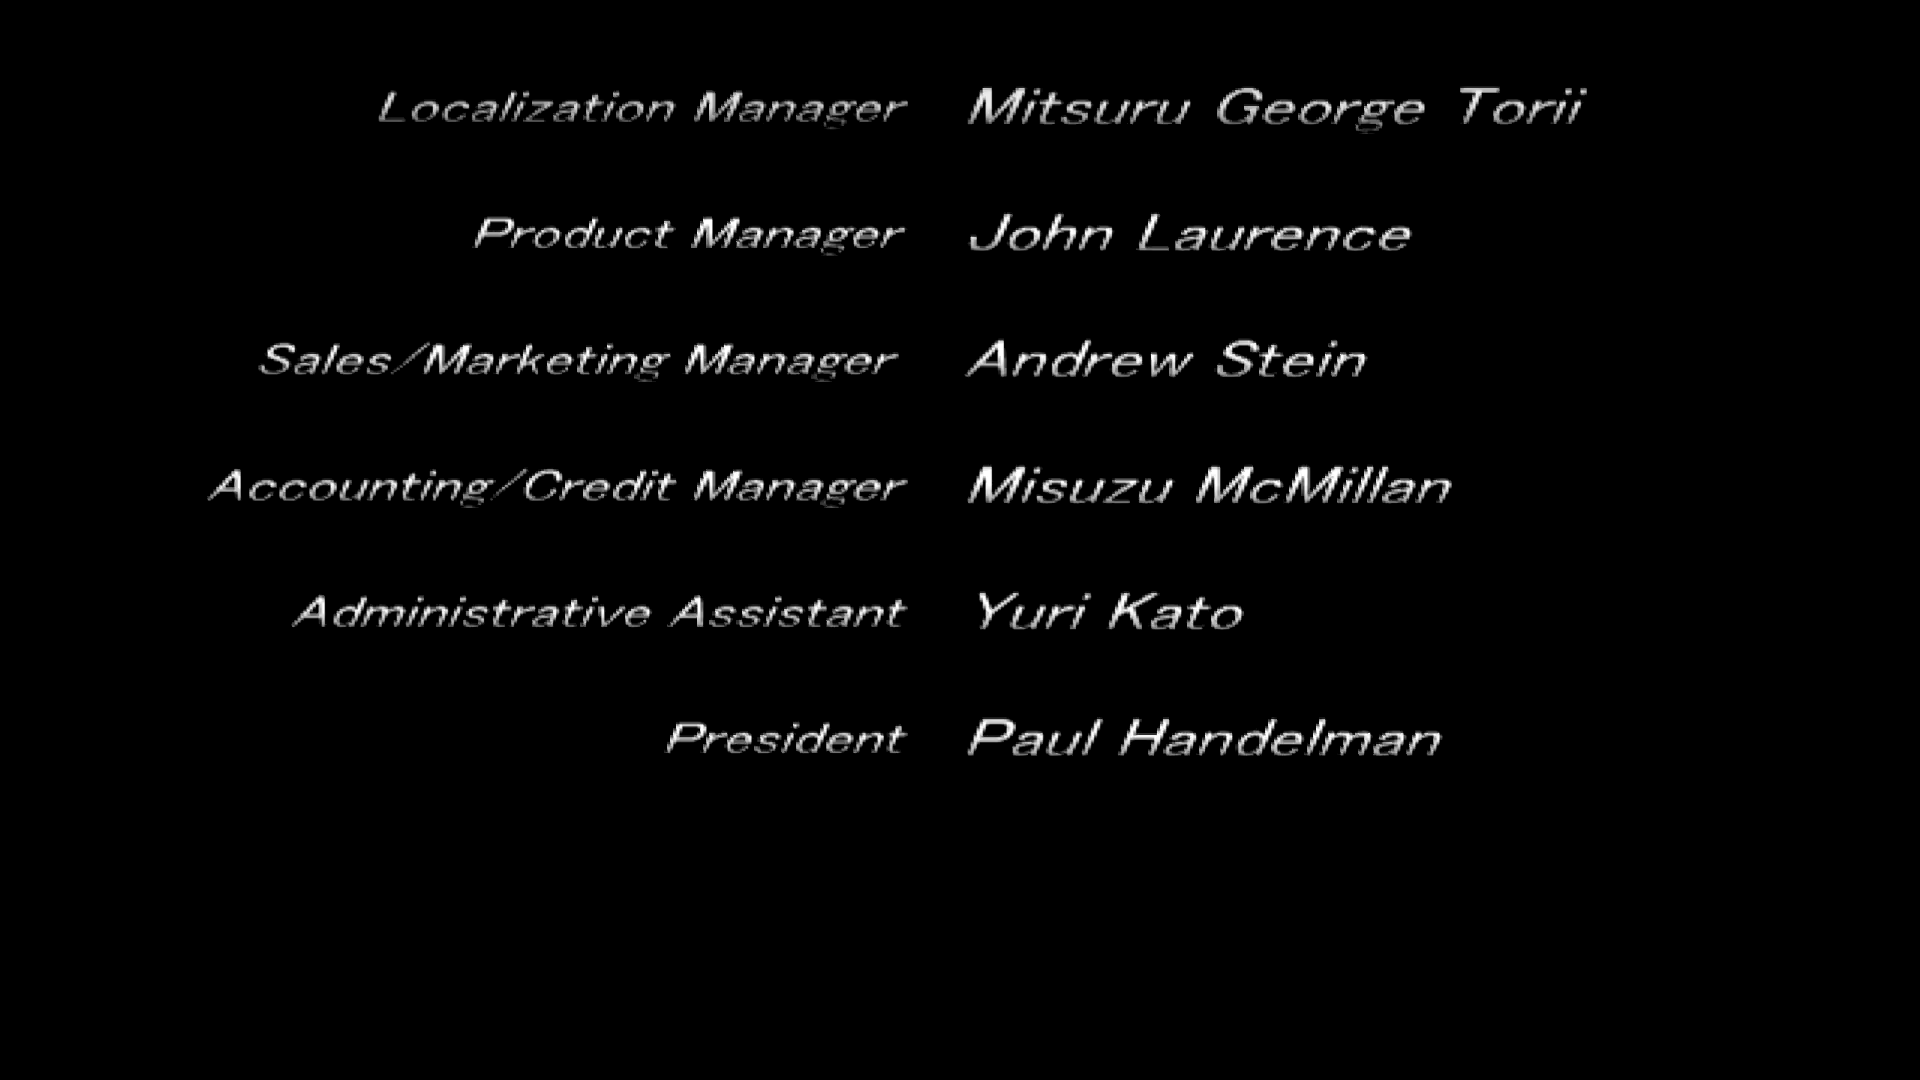 Localization Manager Mitsuru George Torii
Product Manager John Laurence
Sales/Marketing Manager Andrew Stein
Accounting/Credit Manager Misuzu McMillan
Administrative Assistant Yuri Kato
President Paul Handelman